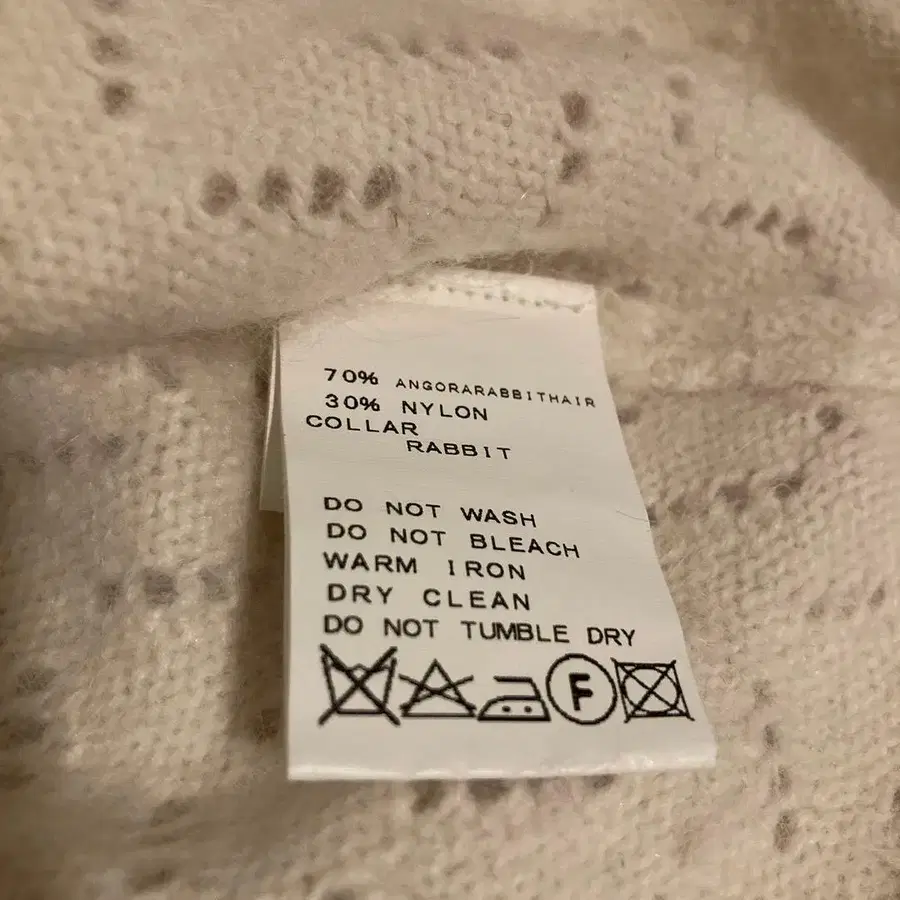 70% ANGORARABBITHAIR
30% NYLON
COLLAR
RABBIT
DO NOT WASH
DO NOT BLEACH
WARM IRON
DRY CLEAN
DO NOT TUMBLE DRY
F